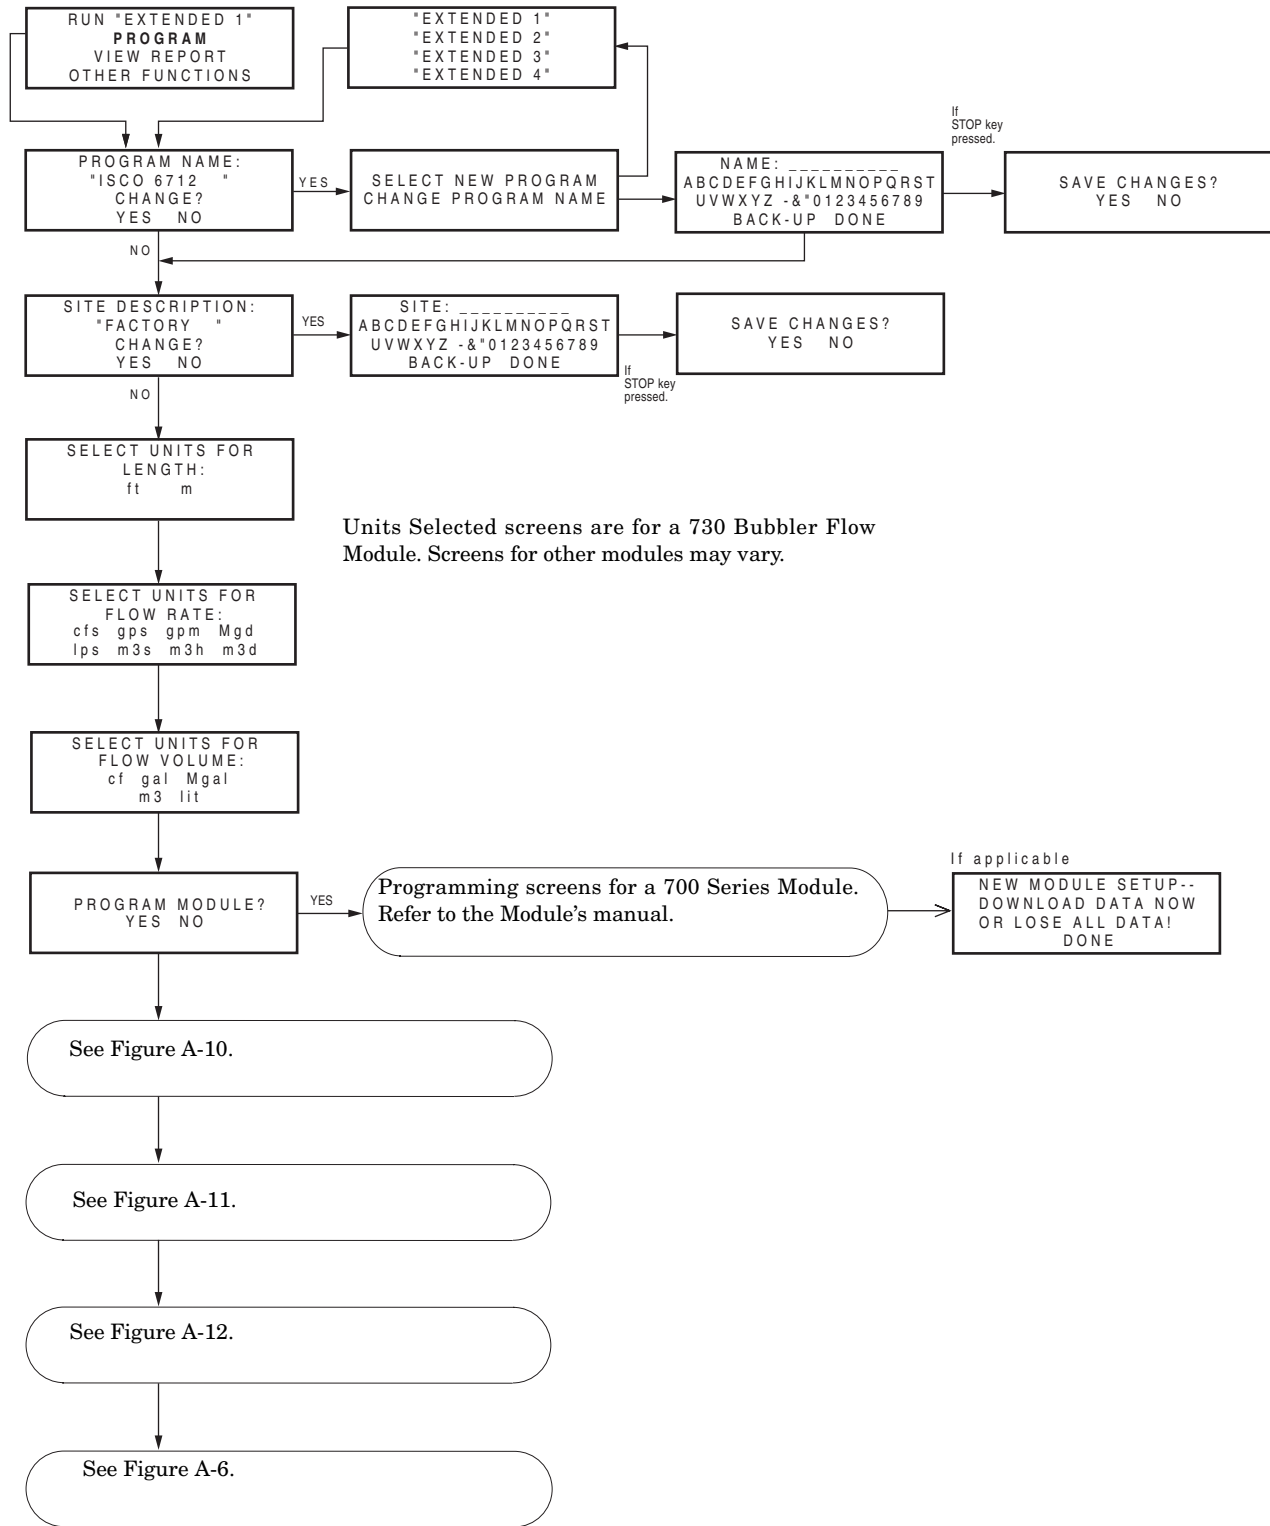 RUN "EXTENDED 1"
PROGRAM
VIEW REPORT
OTHER FUNCTIONS
"EXTENDED 1"
"EXTENDED 2"
"EXTENDED 3"
"EXTENDED 4"
PROGRAM NAME:
"ISCO 6712 "
CHANGE?
YES NO
YES
SELECT NEW PROGRAM
CHANGE PROGRAM NAME
NAME: __________
ABCDEFGHIJKLMNOPQRST
UVWXYZ -&"0123456789
BACK-UP DONE
If
STOP key
pressed.
SAVE CHANGES?
YES NO
NO
SITE DESCRIPTION:
"FACTORY "
CHANGE?
YES NO
YES
SITE: __________
ABCDEFGHIJKLMNOPQRST
UVWXYZ -&"0123456789
BACK-UP DONE
If
STOP key
pressed.
SAVE CHANGES?
YES NO
NO
SELECT UNITS FOR
LENGTH:
ft m
Units Selected screens are for a 730 Bubbler Flow
Module. Screens for other modules may vary.
SELECT UNITS FOR
FLOW RATE:
cfs gps gpm Mgd
lps m3s m3h m3d
SELECT UNITS FOR
FLOW VOLUME:
cf gal Mgal
m3 lit
PROGRAM MODULE?
YES NO
YES
Programming screens for a 700 Series Module.
Refer to the Module's manual.
If applicable
NEW MODULE SETUP--
DOWNLOAD DATA NOW
OR LOSE ALL DATA!
DONE
See Figure A-10.
See Figure A-11.
See Figure A-12.
See Figure A-6.